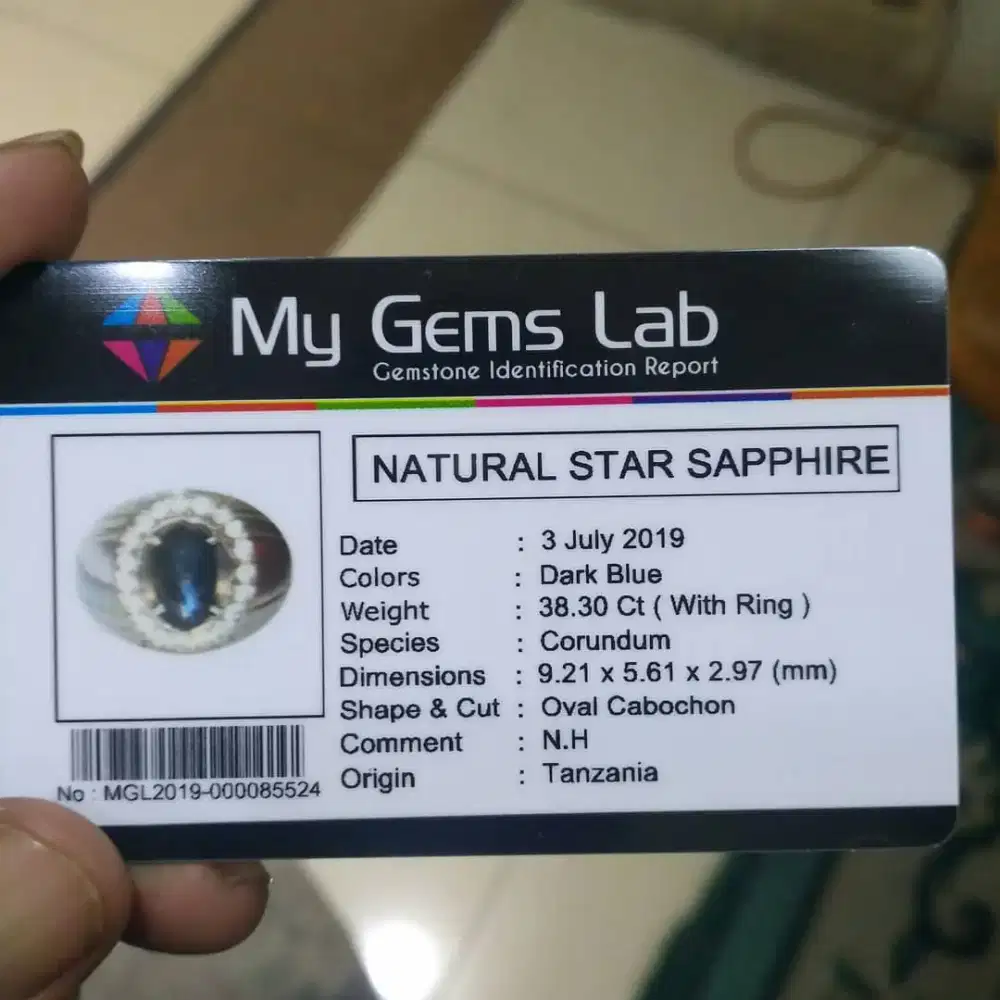 My Gems Lab
Gemstone Identification Report
NATURAL STAR SAPPHIRE
Date : 3 July 2019
Colors : Dark Blue
Weight : 38.30 Ct ( With Ring )
Species : Corundum
Dimensions : 9.21 x 5.61 x 2.97 (mm)
Shape & Cut : Oval Cabochon
Comment : N.H
Origin : Tanzania
No : MGL2019-000085524